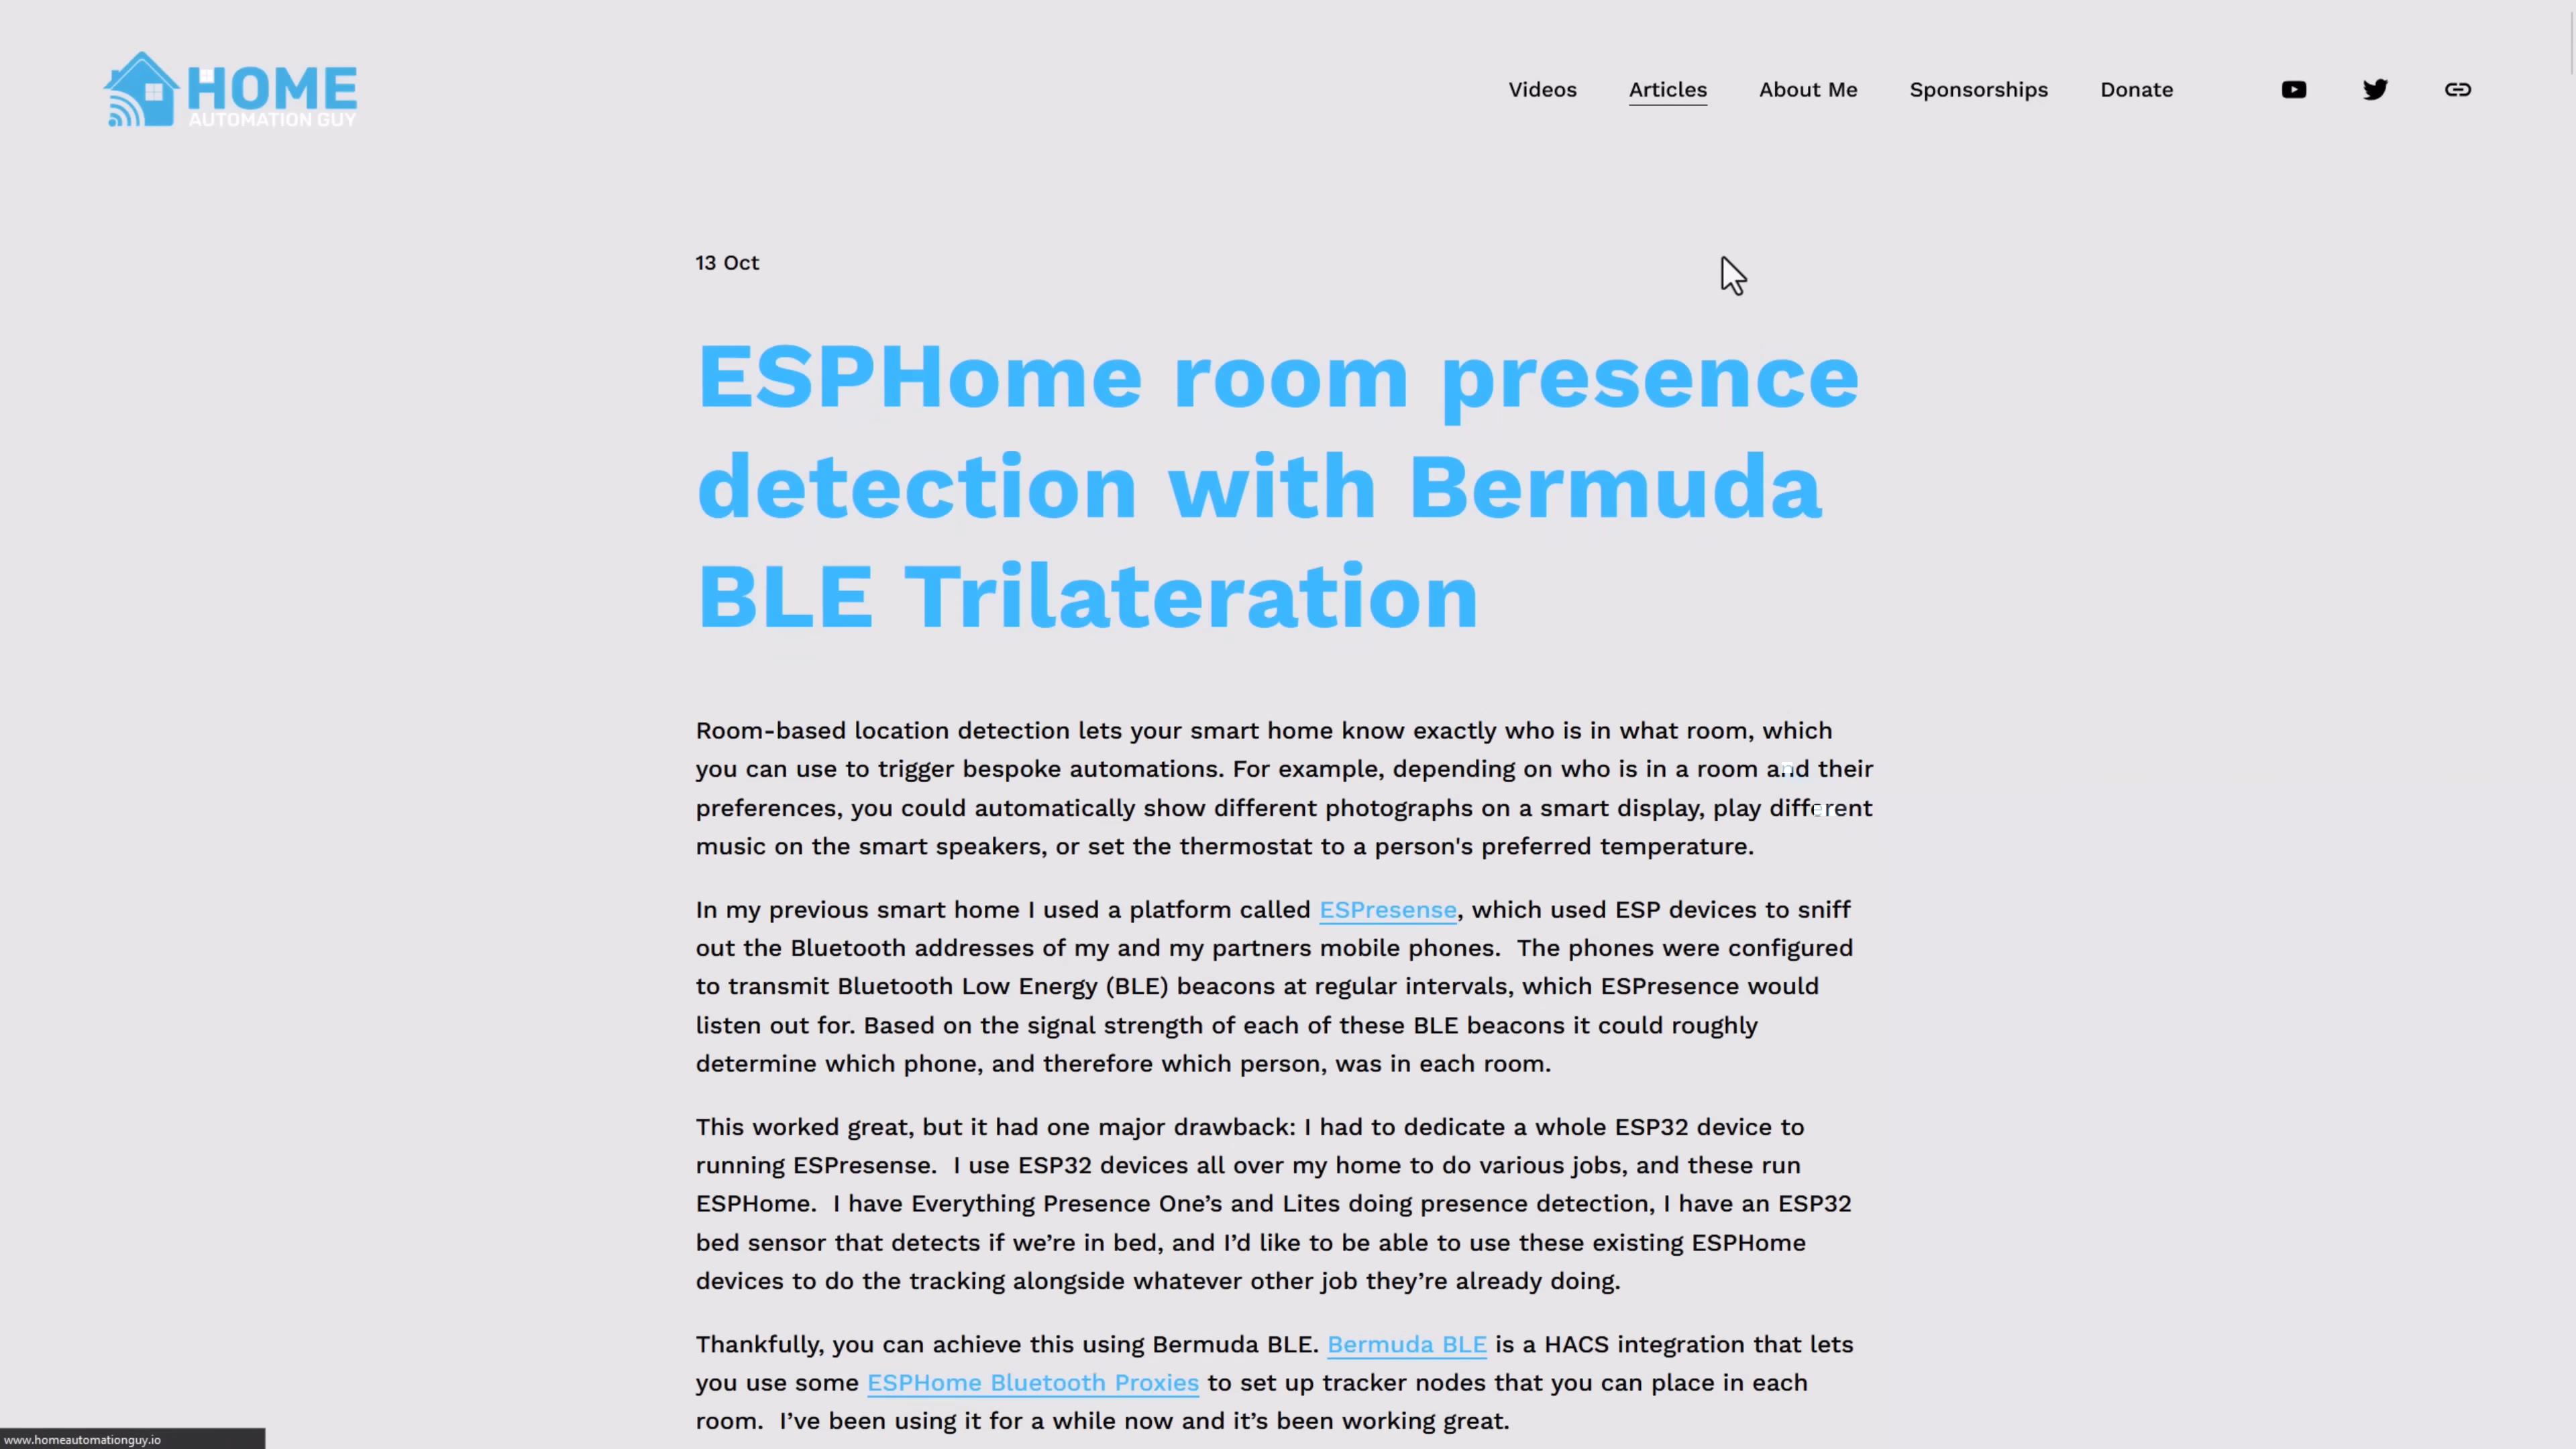 HOME
AUTOMATION GUY
Videos Articles About Me Sponsorships Donate
13 Oct
ESPHome room presence
detection with Bermuda
BLE Trilateration
Room-based location detection lets your smart home know exactly who is in what room, which
you can use to trigger bespoke automations. For example, depending on who is in a room and their
preferences, you could automatically show different photographs on a smart display, play different
music on the smart speakers, or set the thermostat to a person's preferred temperature.
In my previous smart home I used a platform called ESPresense, which used ESP devices to sniff
out the Bluetooth addresses of my and my partners mobile phones.  The phones were configured
to transmit Bluetooth Low Energy (BLE) beacons at regular intervals, which ESPresence would
listen out for. Based on the signal strength of each of these BLE beacons it could roughly
determine which phone, and therefore which person, was in each room.
This worked great, but it had one major drawback: I had to dedicate a whole ESP32 device to
running ESPresense.  I use ESP32 devices all over my home to do various jobs, and these run
ESPHome.  I have Everything Presence One’s and Lites doing presence detection, I have an ESP32
bed sensor that detects if we’re in bed, and I’d like to be able to use these existing ESPHome
devices to do the tracking alongside whatever other job they’re already doing.
Thankfully, you can achieve this using Bermuda BLE. Bermuda BLE is a HACS integration that lets
you use some ESPHome Bluetooth Proxies to set up tracker nodes that you can place in each
room.  I’ve been using it for a while now and it’s been working great.
www.homeautomationguy.io